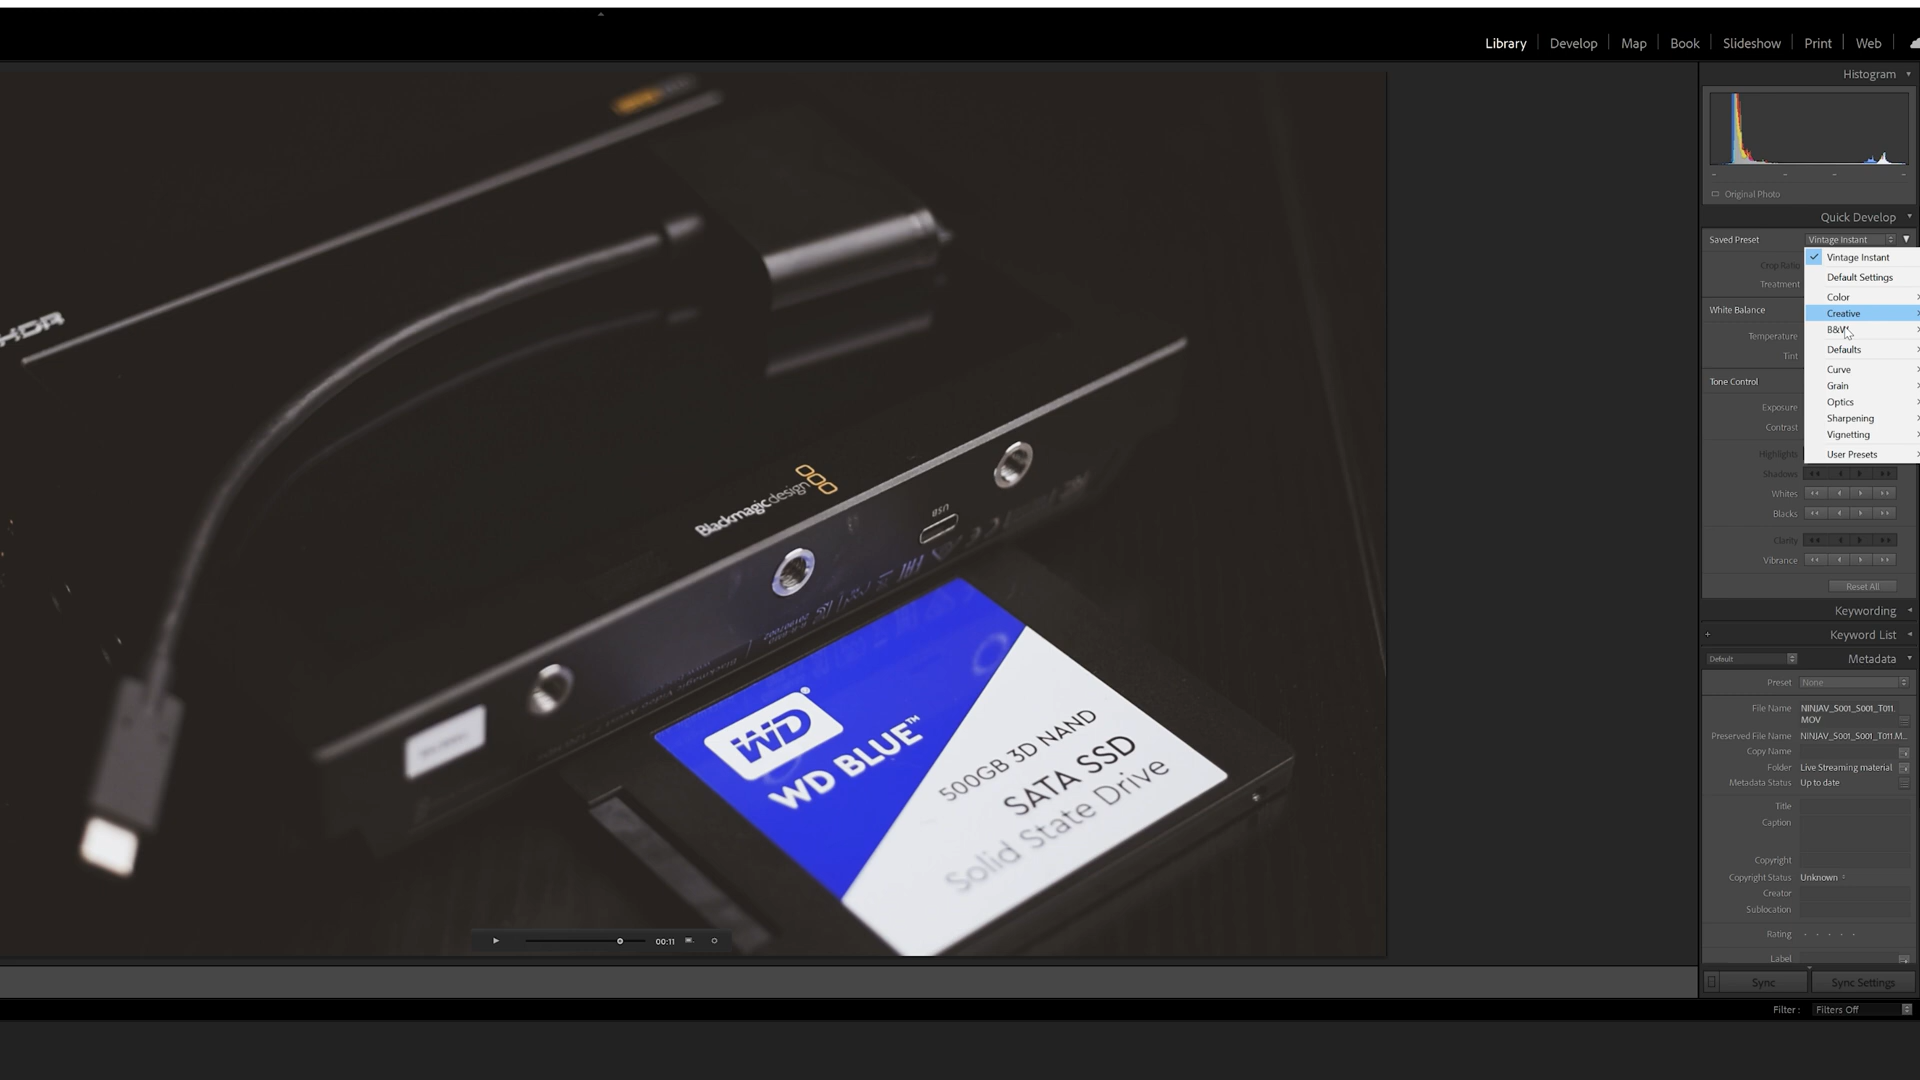 Library
Develop
Map
Book
Slideshow
Print
Web
Histogram
Original Photo
Quick Develop
Saved Preset
Vintage Instant
Vintage Instant
Default Settings
Color
Creative
B&W
Defaults
Curve
Grain
Optics
Sharpening
Vignetting
User Presets
Crop Ratio
Treatment
White Balance
Temperature
Tint
Tone Control
Exposure
Contrast
Highlights
Shadows
Whites
Blacks
Clarity
Vibrance
Reset All
Keywording
Keyword List
Default
Metadata
Preset None
File Name NINJAV_S001_S001_T011.
MOV
Preserved File Name NINJAV_S001_S001_T011.M...
Copy Name
Folder Live Streaming material
Metadata Status Up to date
Title
Caption
Copyright
Copyright Status Unknown
Creator
Sublocation
Rating
Label
Sync
Sync Settings
Filter : Filters Off
HDR
Blackmagicdesign
USB
WD®
WD BLUE™
500GB 3D NAND
SATA SSD
Solid State Drive
00:11